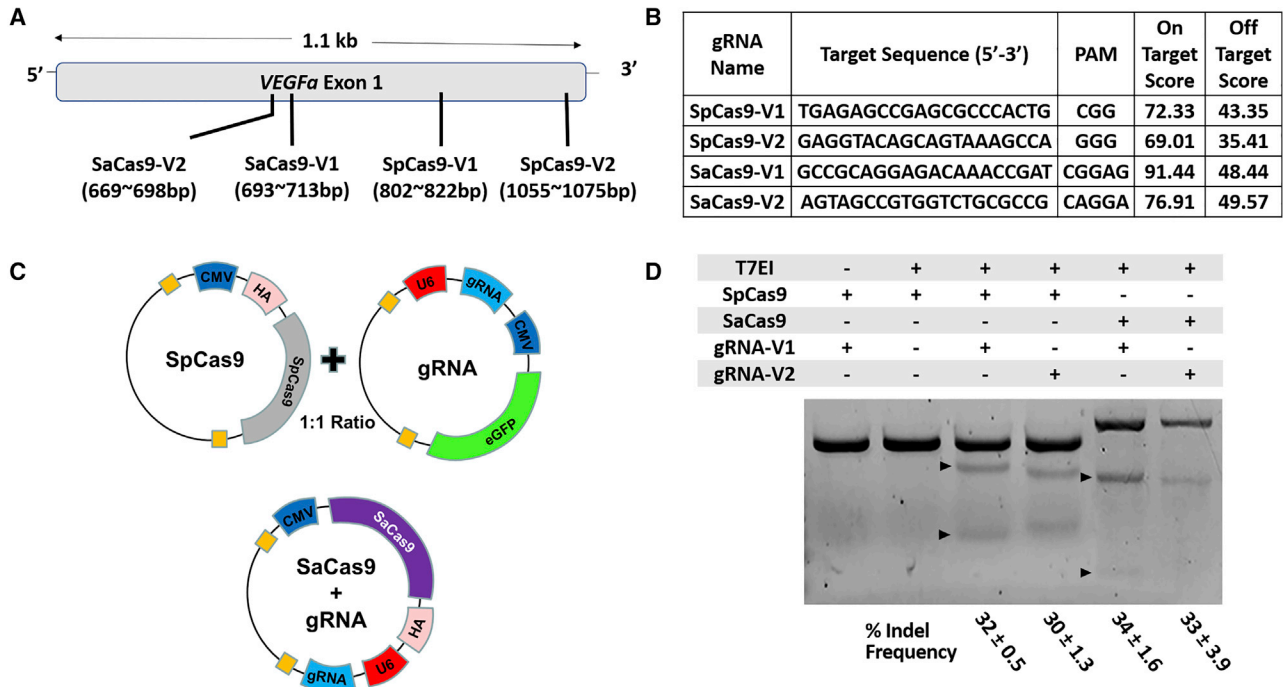 A
1.1 kb
5’
3’
VEGFa Exon 1
SaCas9-V2
(669~698bp)
SaCas9-V1
(693~713bp)
SpCas9-V1
(802~822bp)
SpCas9-V2
(1055~1075bp)
B
gRNA Name Target Sequence (5’-3’) PAM On Target Score Off Target Score
SpCas9-V1 TGAGAGCCGAGCGCCCACTG CGG 72.33 43.35
SpCas9-V2 GAGGTACAGCAGTAAAGCCA GGG 69.01 35.41
SaCas9-V1 GCCGCAGGAGACAAACCGAT CGGAG 91.44 48.44
SaCas9-V2 AGTAGCCGTGGTCTGCGCCG CAGGA 76.91 49.57
C
CMV
HA
SpCas9
SpCas9
1:1 Ratio
U6
gRNA
CMV
eGFP
gRNA
CMV
SaCas9
HA
U6
gRNA
SaCas9
+
gRNA
D
T7EI - + + + + +
SpCas9 + + + + - -
SaCas9 - - - - + +
gRNA-V1 + - + - + -
gRNA-V2 - - - + - +
% Indel
Frequency
32 ± 0.5
30 ± 1.3
34 ± 1.6
33 ± 3.9